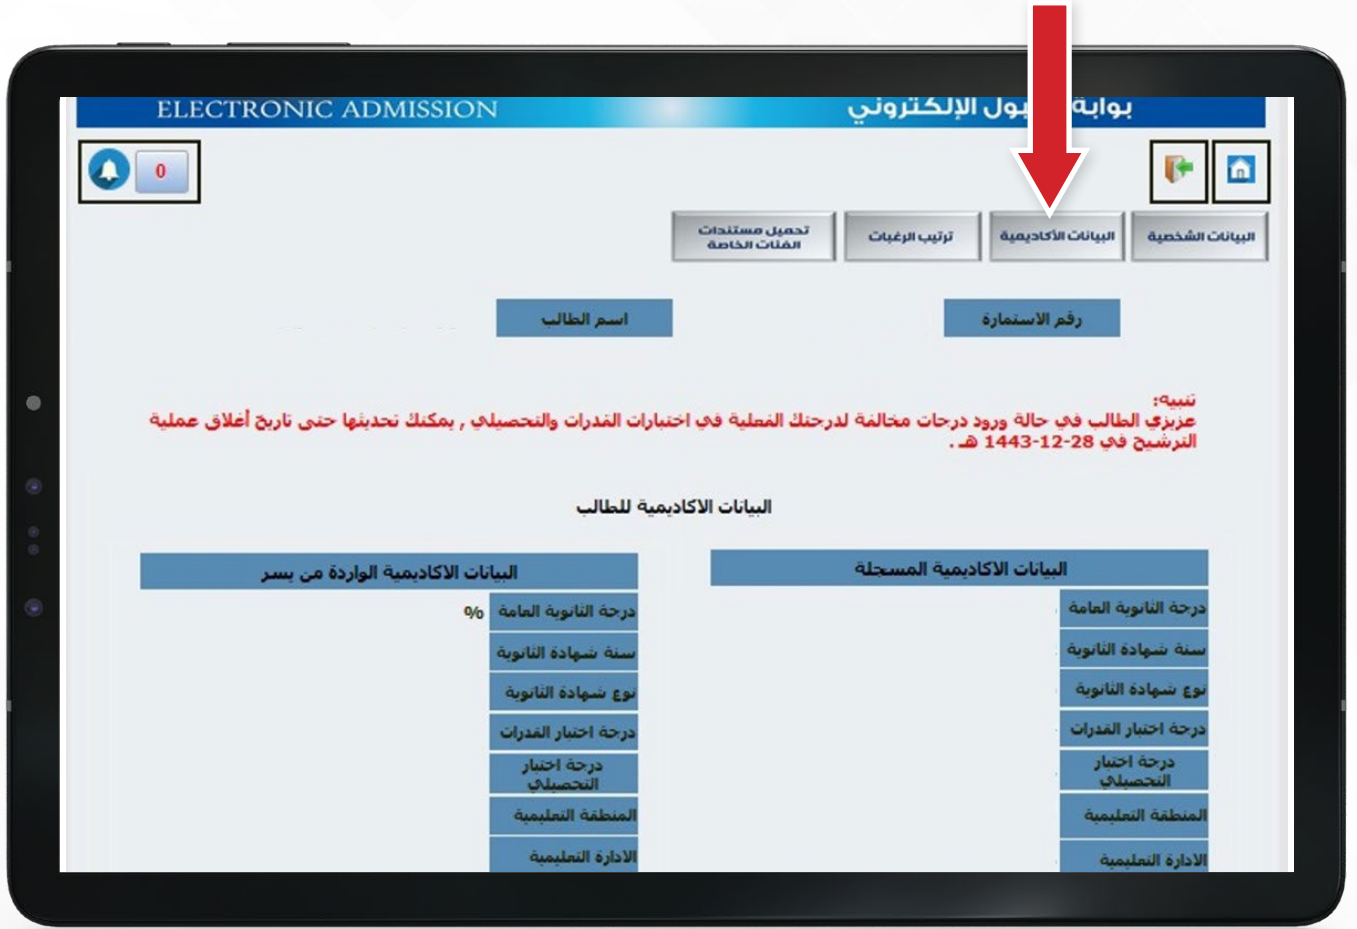 ELECTRONIC ADMISSION
بوابة الإلكتروني
0
البيانات الشخصية
البيانات الأكاديمية
ترتيب الرغبات
تحميل مستندات
الفئات الخاصة
رقم الاستمارة
اسم الطالب
تنبيه:
عزيزي الطالب في حالة ورود درجات مخالفة لدرجتك الفعلية في اختبارات القدرات والتحصيلي , يمكنك تحديثها حتى تاريخ أغلاق عملية
الترشيح في 28-12-1443 هـ .
البيانات الاكاديمية للطالب
البيانات الاكاديمية المسجلة
درجة الثانوية العامة
سنة شهادة الثانوية
نوع شهادة الثانوية
درجة اختبار القدرات
درجة اختبار
التحصيلي
المنطقة التعليمية
الادارة التعليمية
البيانات الاكاديمية الواردة من يسر
درجة الثانوية العامة %
سنة شهادة الثانوية
نوع شهادة الثانوية
درجة اختبار القدرات
درجة اختبار
التحصيلي
المنطقة التعليمية
الادارة التعليمية